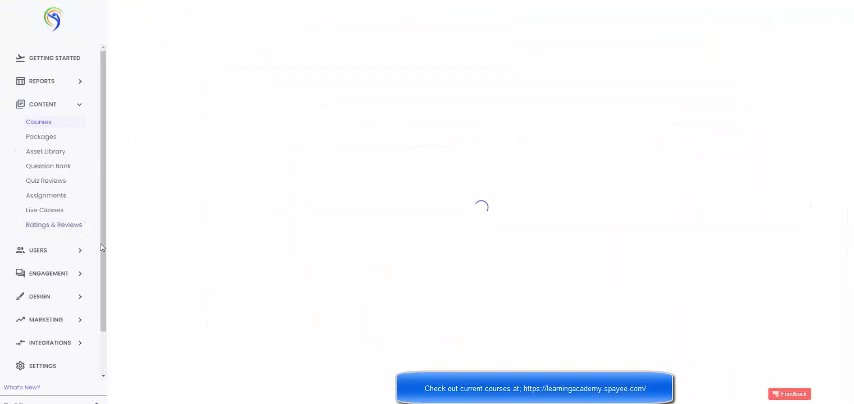 GETTING STARTED
REPORTS
CONTENT
Courses
Packages
Asset Library
Question Bank
Quiz Reviews
Assignments
Live Classes
Ratings & Reviews
USERS
ENGAGEMENT
DESIGN
MARKETING
INTEGRATIONS
SETTINGS
What's New?
Check out current courses at; https://learningacademy.spayee.com/
Feedback